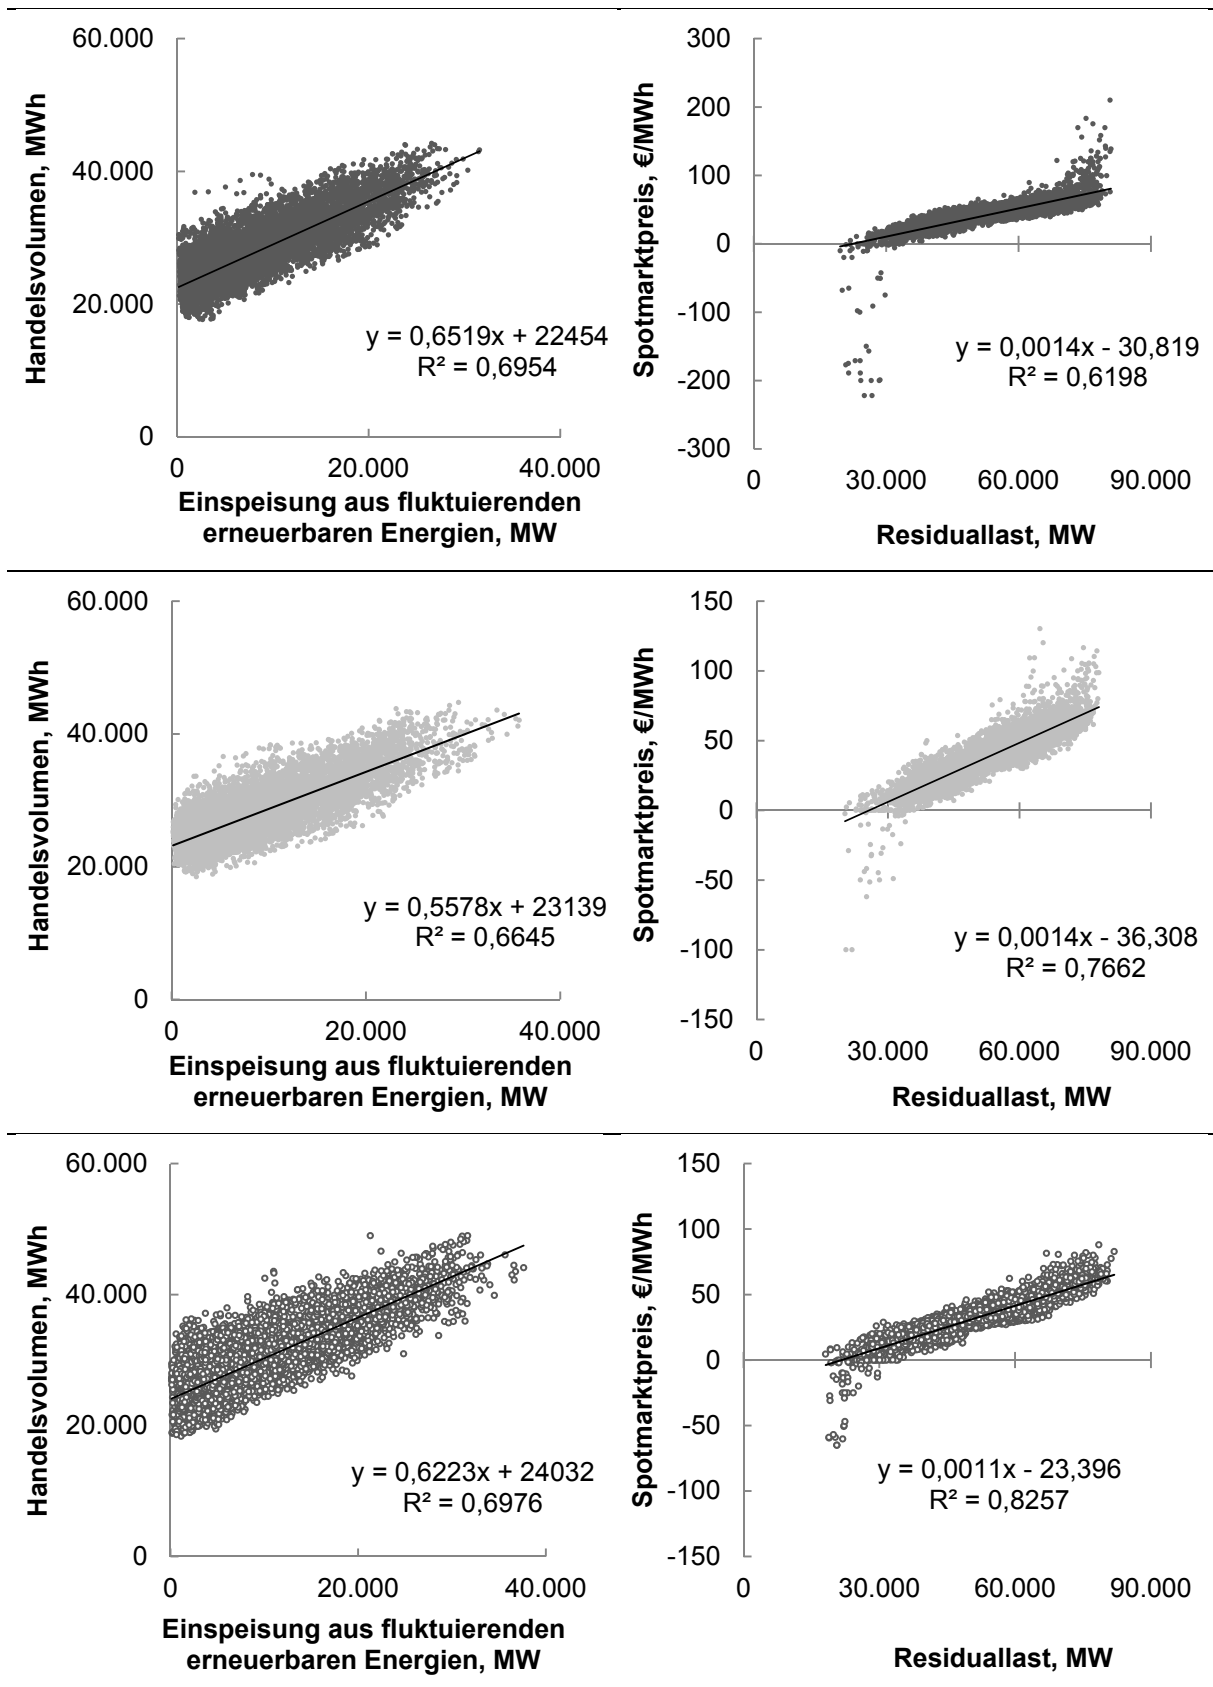 60.000
40.000
20.000
0
Handelsvolumen, MWh
y = 0,6519x + 22454
R² = 0,6954
0
20.000
40.000
Einspeisung aus fluktuierenden
erneuerbaren Energien, MW
300
200
100
0
-100
-200
-300
Spotmarktpreis, €/MWh
y = 0,0014x - 30,819
R² = 0,6198
0
30.000
60.000
90.000
Residuallast, MW
60.000
40.000
20.000
0
Handelsvolumen, MWh
y = 0,5578x + 23139
R² = 0,6645
0
20.000
40.000
Einspeisung aus fluktuierenden
erneuerbaren Energien, MW
150
100
50
0
-50
-100
-150
Spotmarktpreis, €/MWh
y = 0,0014x - 36,308
R² = 0,7662
0
30.000
60.000
90.000
Residuallast, MW
60.000
40.000
20.000
0
Handelsvolumen, MWh
y = 0,6223x + 24032
R² = 0,6976
0
20.000
40.000
Einspeisung aus fluktuierenden
erneuerbaren Energien, MW
150
100
50
0
-50
-100
-150
Spotmarktpreis, €/MWh
y = 0,0011x - 23,396
R² = 0,8257
0
30.000
60.000
90.000
Residuallast, MW